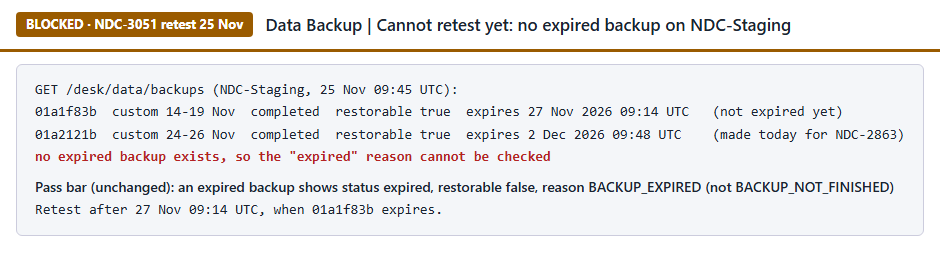 BLOCKED · NDC-3051 retest 25 Nov Data Backup | Cannot retest yet: no expired backup on NDC-Staging
GET /desk/data/backups (NDC-Staging, 25 Nov 09:45 UTC):
01a1f83b custom 14-19 Nov completed restorable true expires 27 Nov 2026 09:14 UTC (not expired yet)
01a2121b custom 24-26 Nov completed restorable true expires 2 Dec 2026 09:48 UTC (made today for NDC-2863)
no expired backup exists, so the "expired" reason cannot be checked
Pass bar (unchanged): an expired backup shows status expired, restorable false, reason BACKUP_EXPIRED (not BACKUP_NOT_FINISHED)
Retest after 27 Nov 09:14 UTC, when 01a1f83b expires.